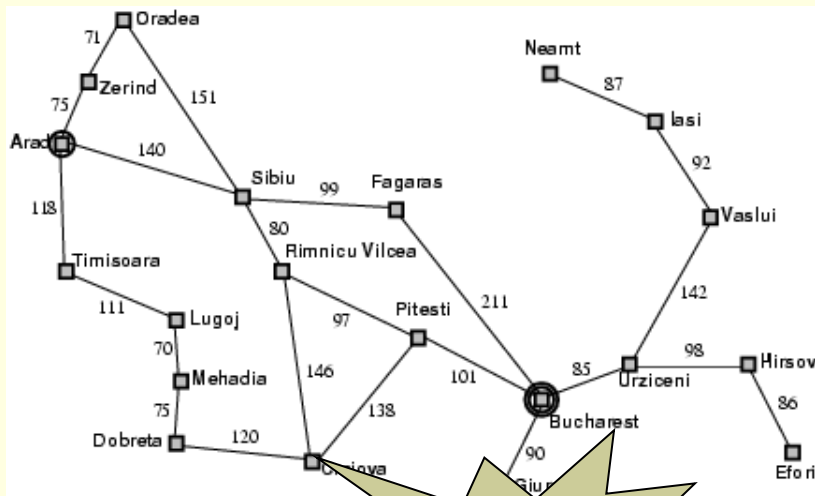 Oradea
71
Neamt
Zerind
87
75
151
Iasi
Arad
140
92
Sibiu
Fagaras
99
118
Vaslui
80
Timisoara
Rimnicu Vilcea
111
211
142
Lugoj
Pitesti
97
70
98
Hirsov
146
85
Mehadia
101
Urziceni
75
138
86
Bucharest
Dobreta
120
90
Efori
Giur